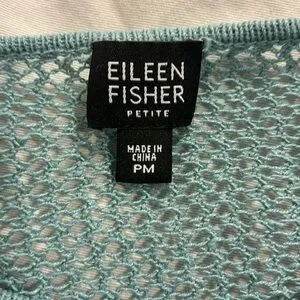 EILEEN
FISHER
PETITE
MADE IN
CHINA
PM